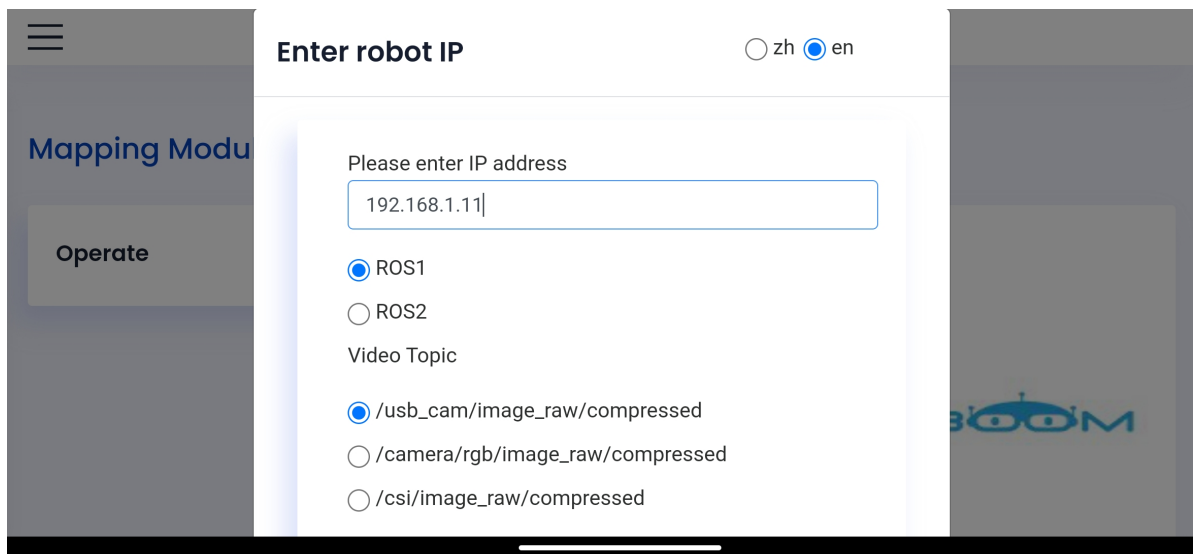 Enter robot IP
zh en
Mapping Modu
Please enter IP address
192.168.1.11
Operate
ROS1
ROS2
Video Topic
/usb_cam/image_raw/compressed
/camera/rgb/image_raw/compressed
/csi/image_raw/compressed